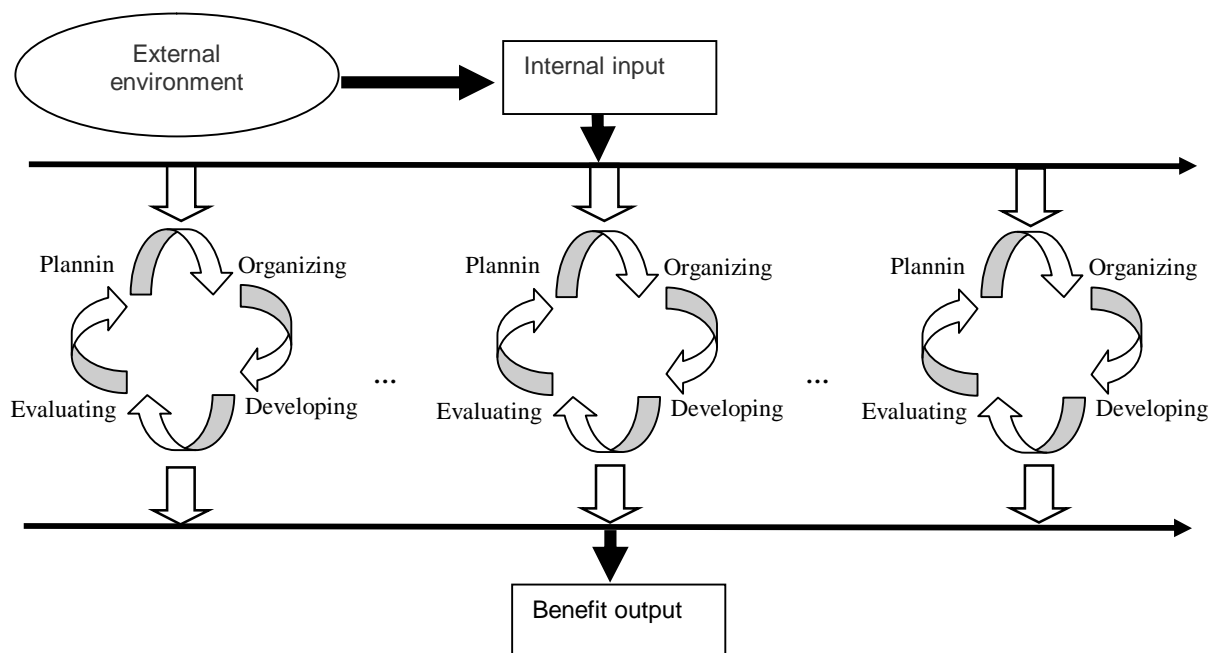 External
environment
Internal input
Plannin
Organizing
Evaluating
Developing
...
Plannin
Organizing
Evaluating
Developing
...
Plannin
Organizing
Evaluating
Developing
Benefit output